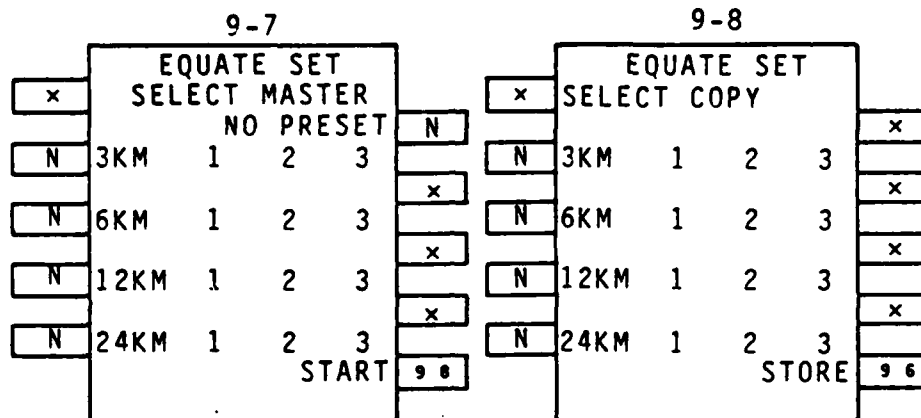 9-7
EQUATE SET
× SELECT MASTER
NO PRESET N
N 3KM 1 2 3
×
N 6KM 1 2 3
×
N 12KM 1 2 3
×
N 24KM 1 2 3
START 9 8
9-8
EQUATE SET
× SELECT COPY
×
N 3KM 1 2 3
×
N 6KM 1 2 3
×
N 12KM 1 2 3
×
N 24KM 1 2 3
STORE 9 6